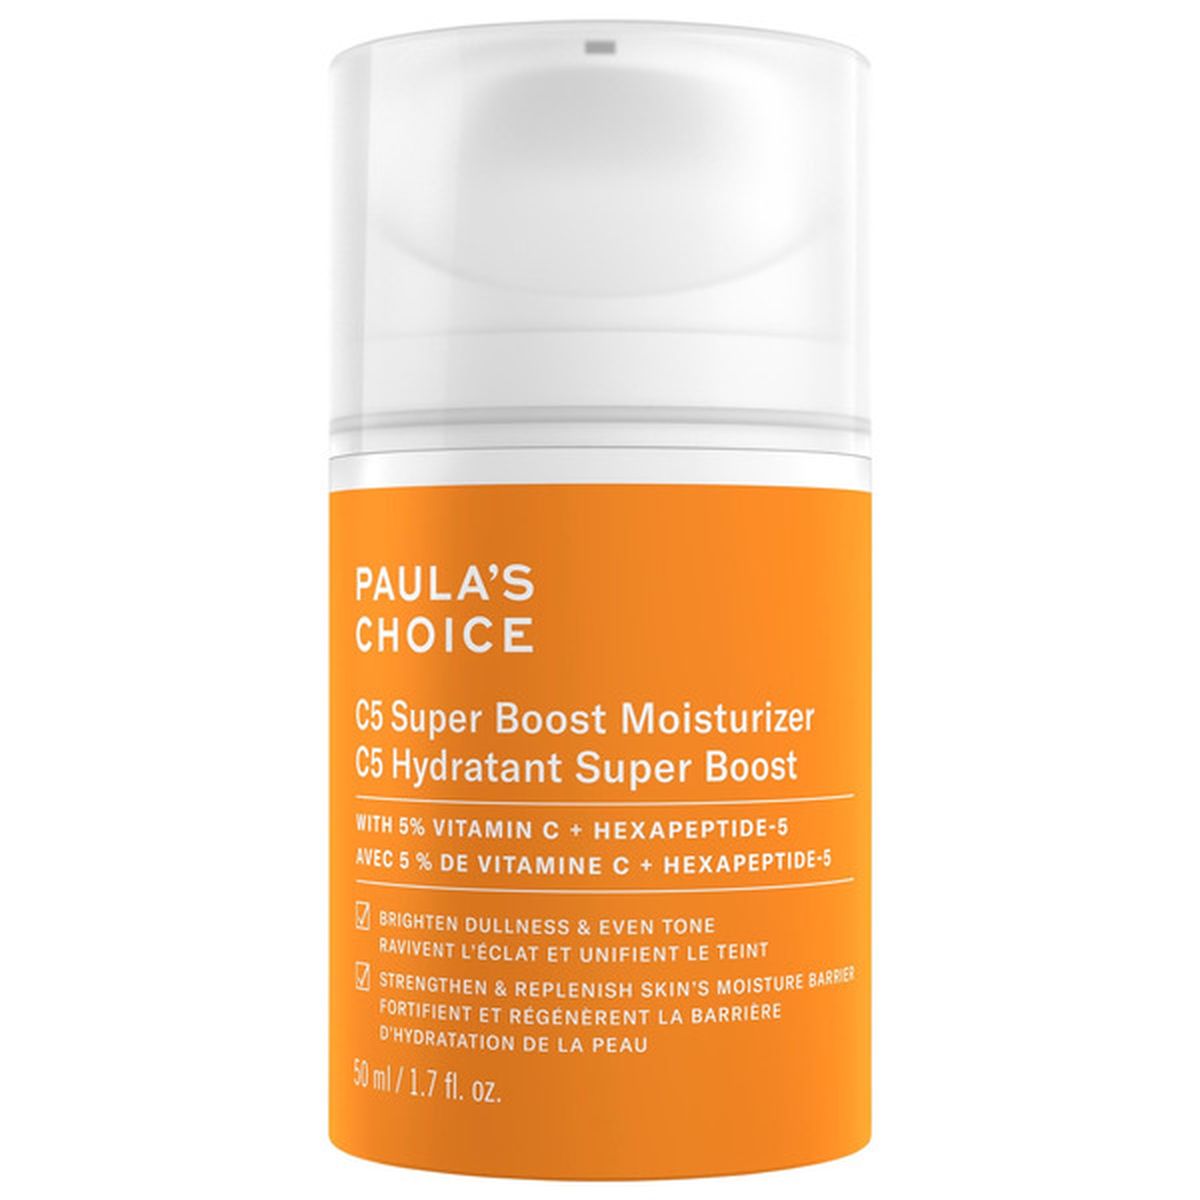 PAULA'S
CHOICE
C5 Super Boost Moisturizer
C5 Hydratant Super Boost
WITH 5% VITAMIN C + HEXAPEPTIDE-5
AVEC 5 % DE VITAMINE C + HEXAPEPTIDE-5
BRIGHTEN DULLNESS & EVEN TONE
RAVIVENT L'ÉCLAT ET UNIFIENT LE TEINT
STRENGTHEN & REPLENISH SKIN'S MOISTURE BARRIER
FORTIFIENT ET RÉGÉNÈRENT LA BARRIÈRE
D'HYDRATATION DE LA PEAU
50 ml / 1.7 fl. oz.